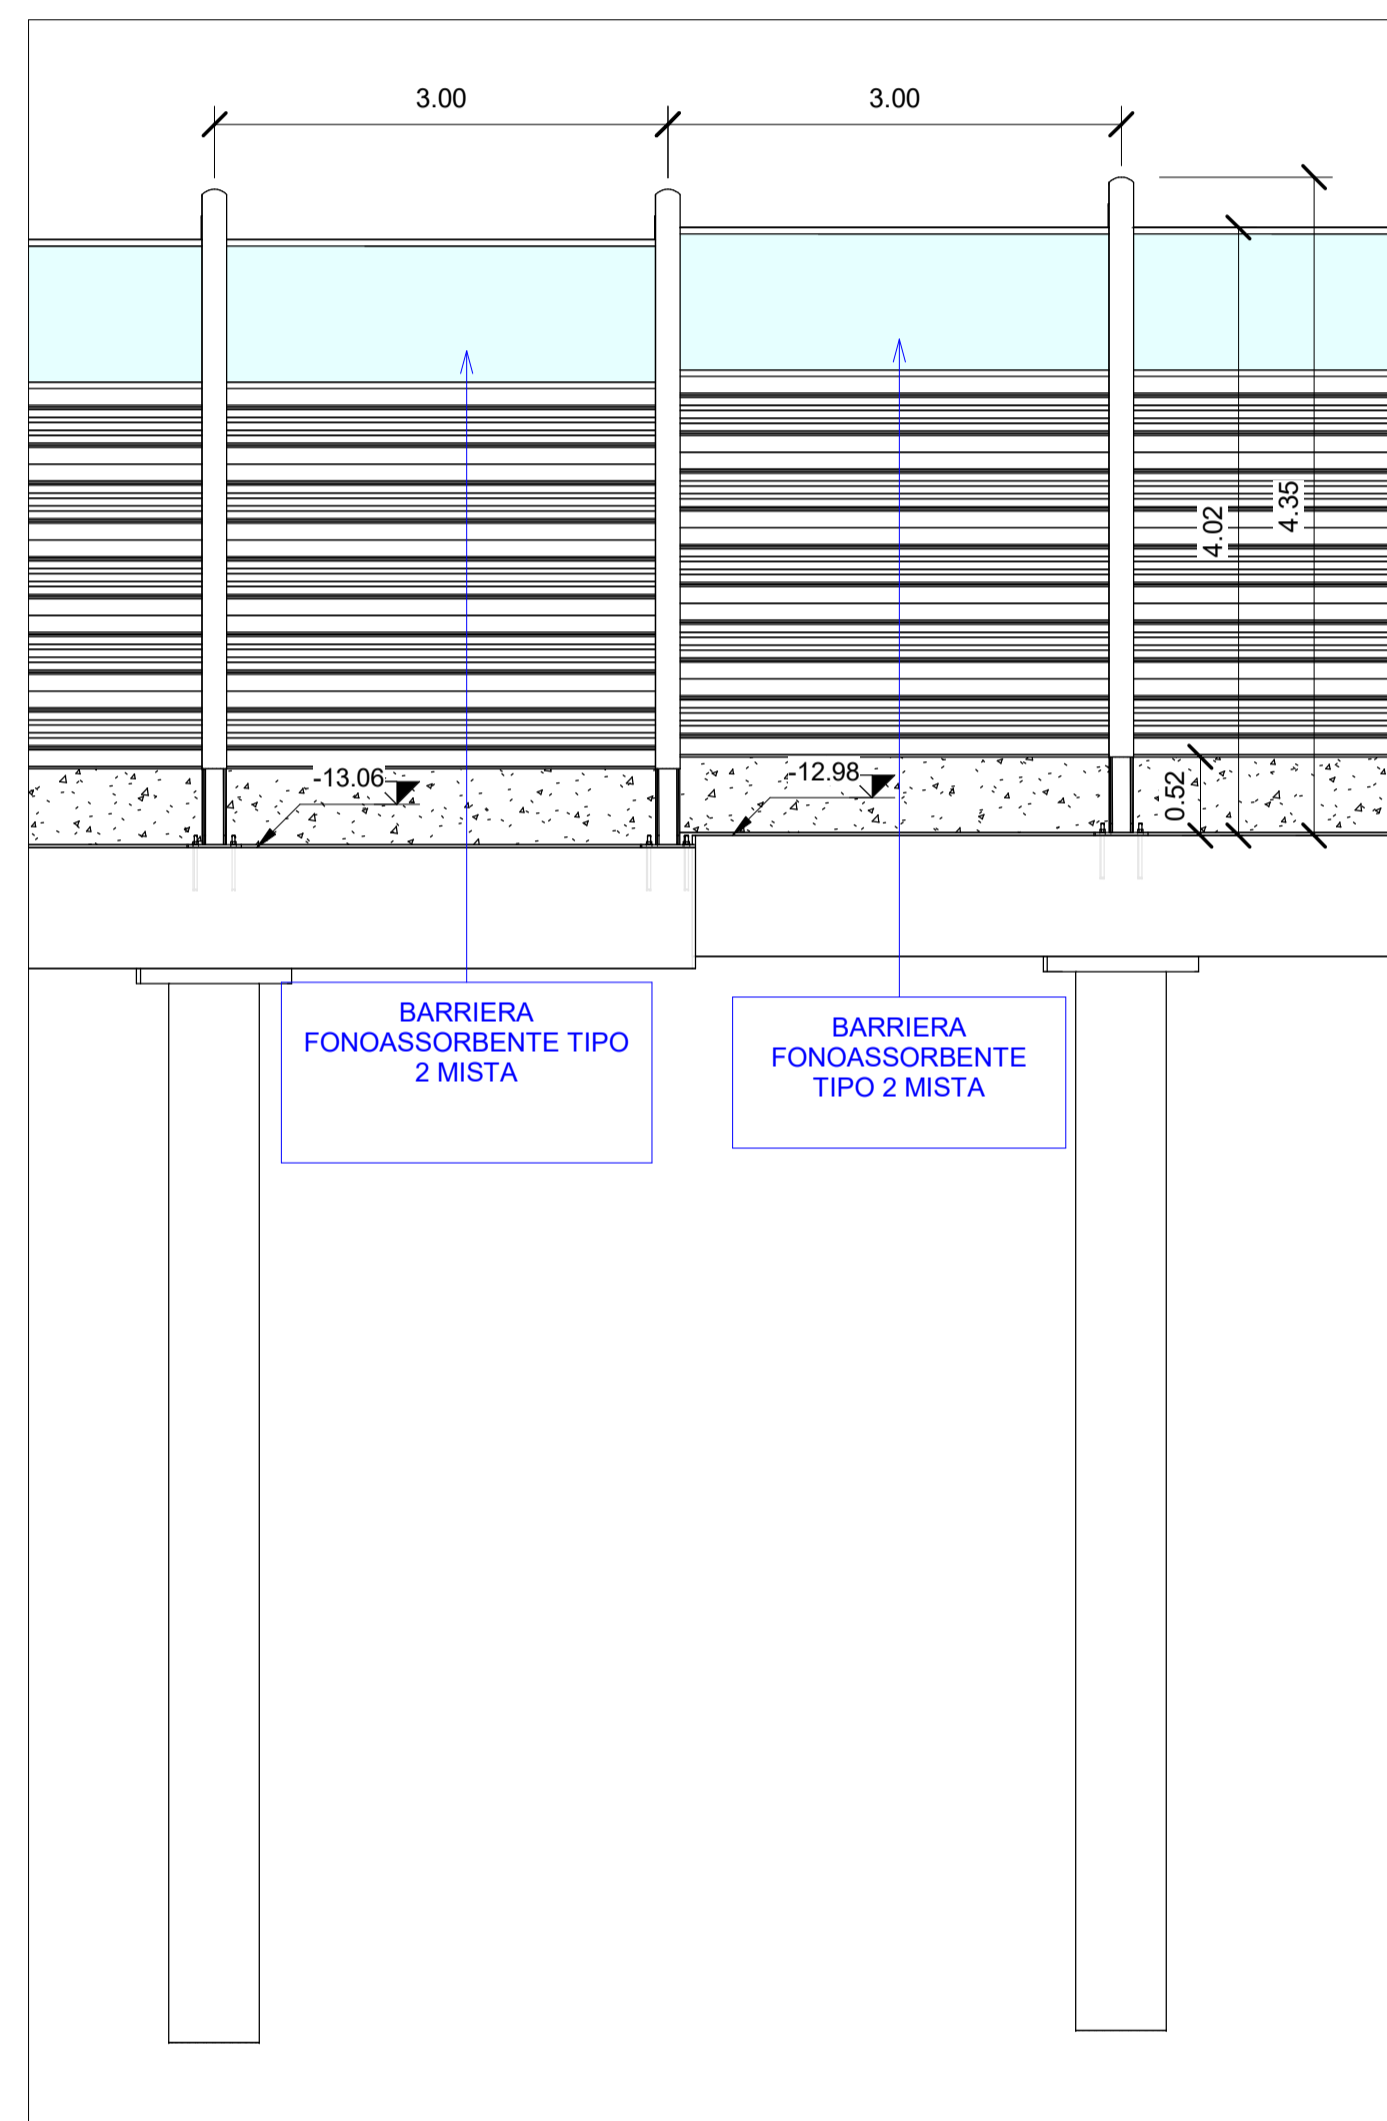 3.00
3.00
4.35
4.02
0.52
-13.06
-12.98
BARRIERA
FONOASSORBENTE TIPO
2 MISTA
BARRIERA
FONOASSORBENTE
TIPO 2 MISTA